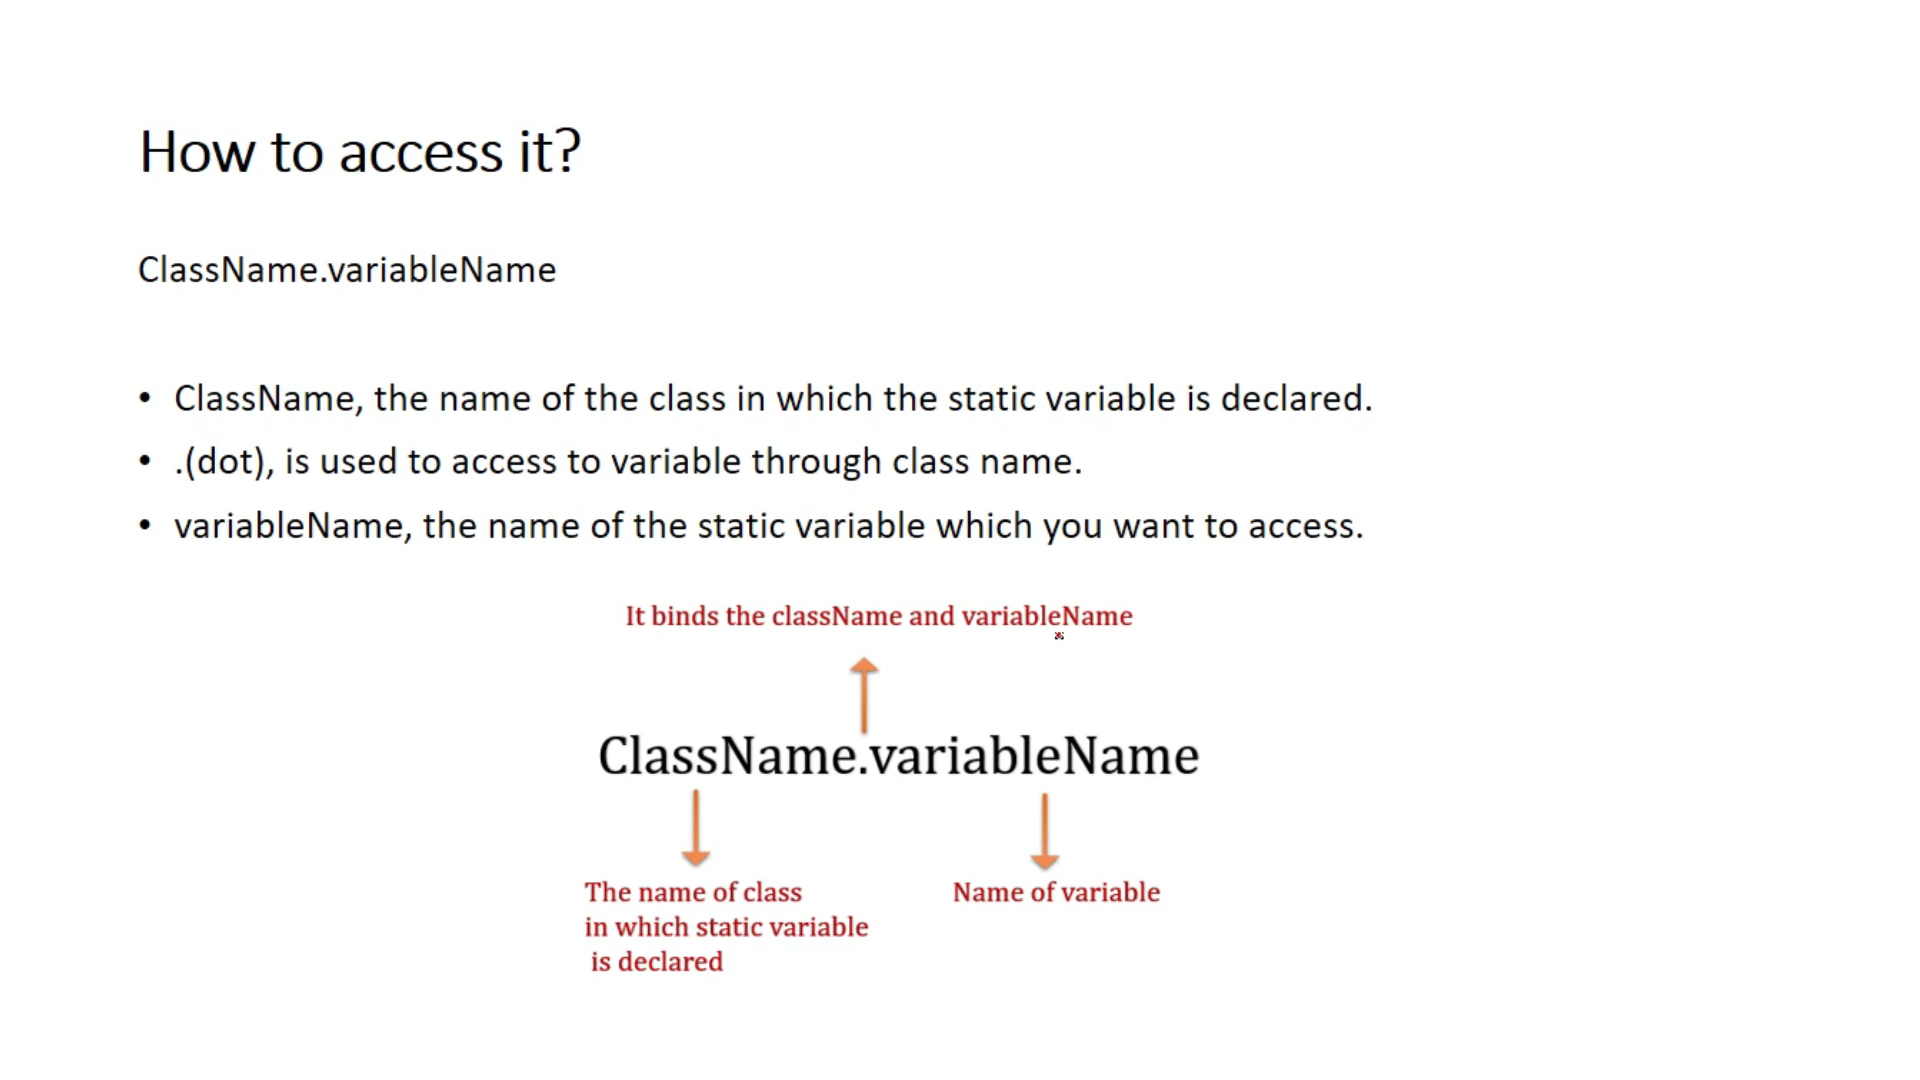 How to access it?
ClassName.variableName
• ClassName, the name of the class in which the static variable is declared.
• .(dot), is used to access to variable through class name.
• variableName, the name of the static variable which you want to access.
It binds the className and variableName
ClassName.variableName
The name of class
in which static variable
is declared
Name of variable